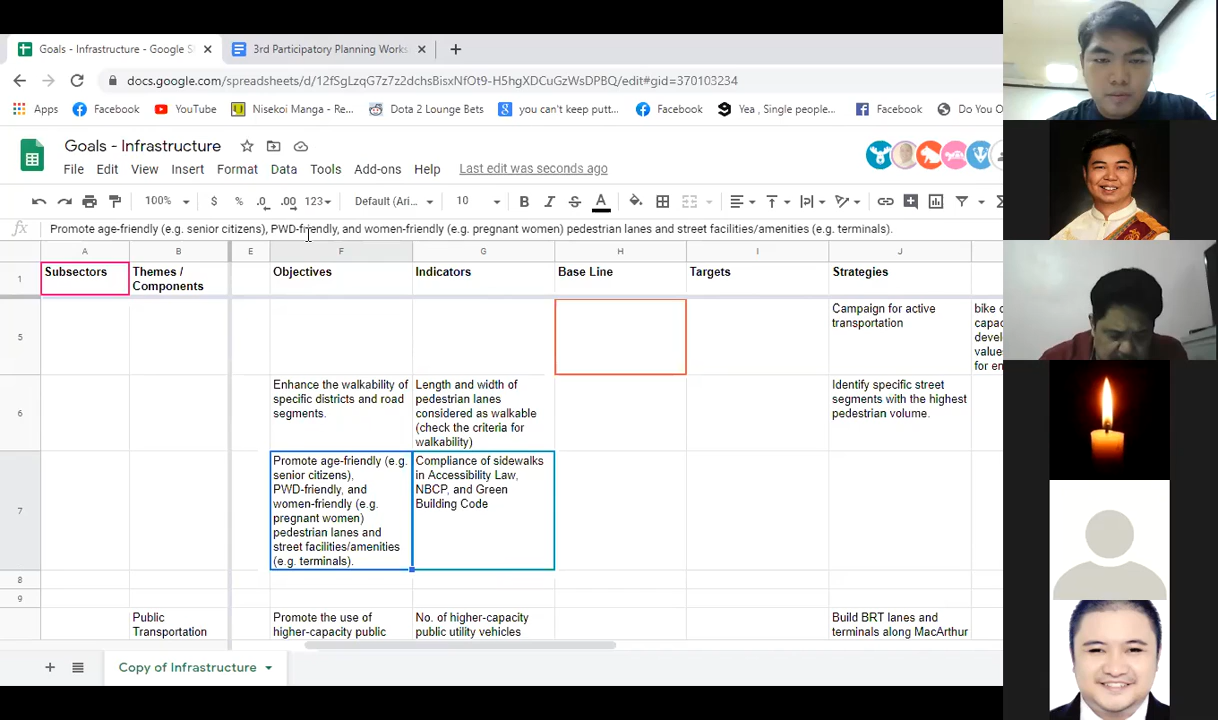 Goals - Infrastructure - Google S
3rd Participatory Planning Works
docs.google.com/spreadsheets/d/12fSgLzqG7z7z2dchsBisxNfOt9-H5hgXDCuGzWsDPBQ/edit#gid=370103234
Apps Facebook YouTube Nisekoi Manga - Re... Dota 2 Lounge Bets you can't keep putt... Facebook Yea , Single people... Facebook Do You O
Goals - Infrastructure
File Edit View Insert Format Data Tools Add-ons Help Last edit was seconds ago
100% $ % .0 .00 123 Default (Ari... 10 B I S A
fx Promote age-friendly (e.g. senior citizens), PWD-friendly, and women-friendly (e.g. pregnant women) pedestrian lanes and street facilities/amenities (e.g. terminals).
A B E F G H I J
1 Subsectors Themes / Objectives Indicators Base Line Targets Strategies
Components
5 Campaign for active bike
transportation capac
develo
values
for en
6 Enhance the walkability of Length and width of Identify specific street
specific districts and road pedestrian lanes segments with the highest
segments. considered as walkable pedestrian volume.
(check the criteria for
walkability)
7 Promote age-friendly (e.g. Compliance of sidewalks
senior citizens), in Accessibility Law,
PWD-friendly, and NBCP, and Green
women-friendly (e.g. Building Code
pregnant women)
pedestrian lanes and
street facilities/amenities
(e.g. terminals).
8
9
Public Promote the use of No. of higher-capacity Build BRT lanes and
Transportation higher-capacity public public utility vehicles terminals along MacArthur
Copy of Infrastructure